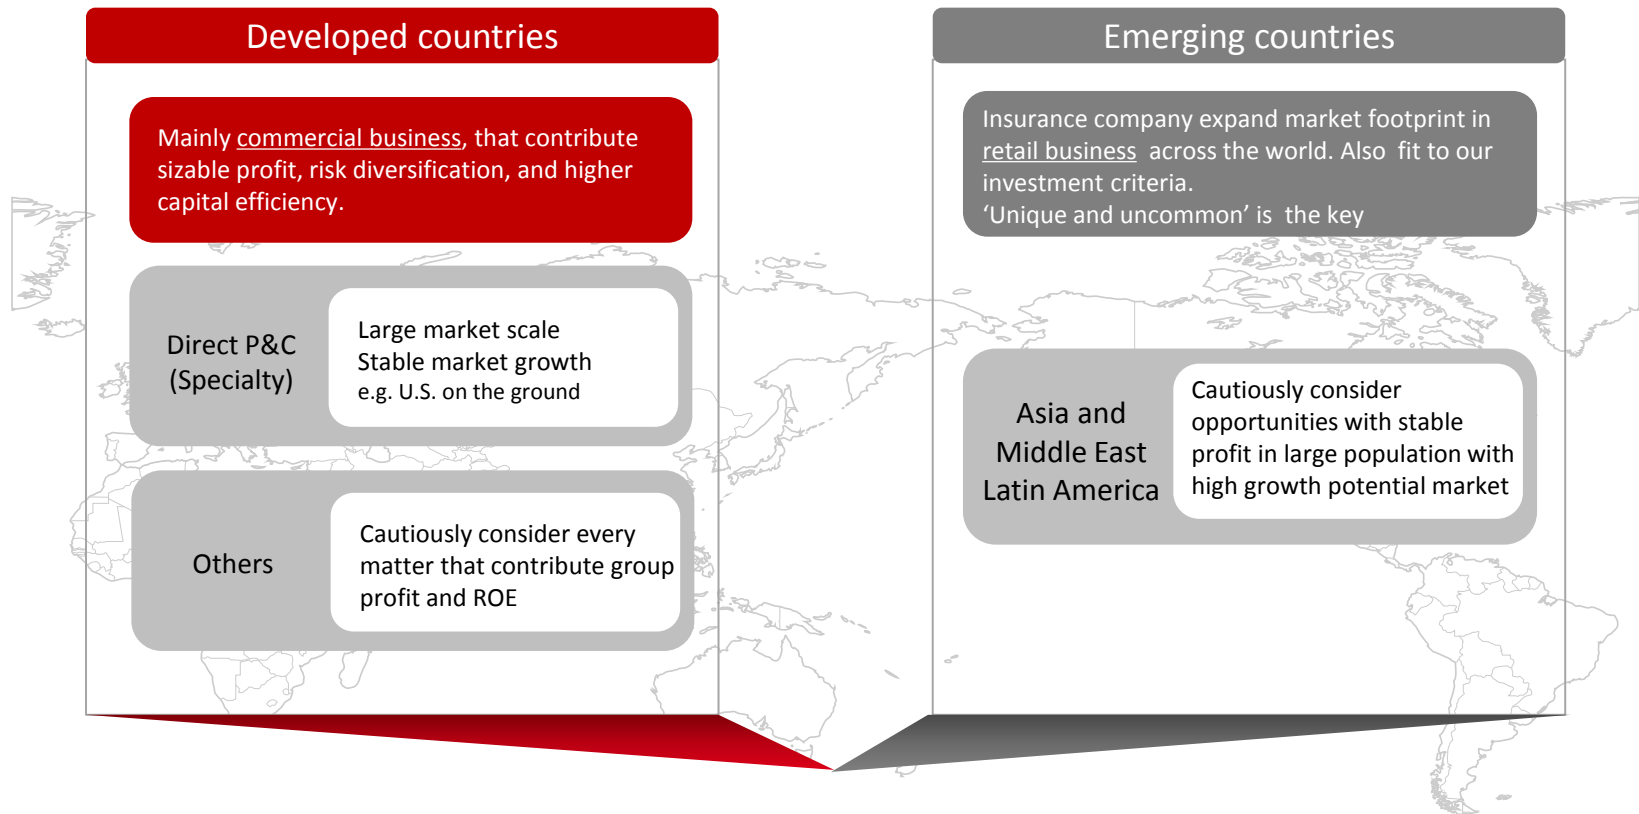 Developed countries
Mainly commercial business, that contribute
sizable profit, risk diversification, and higher
capital efficiency.
Direct P&C
(Specialty)
Large market scale
Stable market growth
e.g. U.S. on the ground
Others
Cautiously consider every
matter that contribute group
profit and ROE
Emerging countries
Insurance company expand market footprint in
retail business across the world. Also fit to our
investment criteria.
‘Unique and uncommon’ is the key
Asia and
Middle East
Latin America
Cautiously consider
opportunities with stable
profit in large population with
high growth potential market